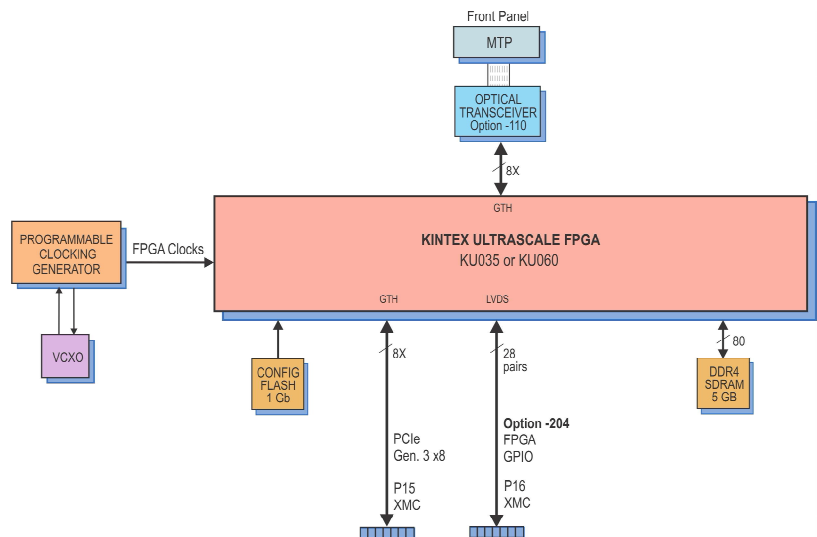 Front Panel
MTP
OPTICAL
TRANSCEIVER
Option -110
8X
GTH
KINTEX ULTRASCALE FPGA
KU035 or KU060
PROGRAMMABLE
CLOCKING
GENERATOR
FPGA Clocks
GTH
LVDS
VCXO
CONFIG
FLASH
1 Gb
8X
28
pairs
80
DDR4
SDRAM
5 GB
PCIe
Gen. 3 x8
P15
XMC
Option -204
FPGA
GPIO
P16
XMC